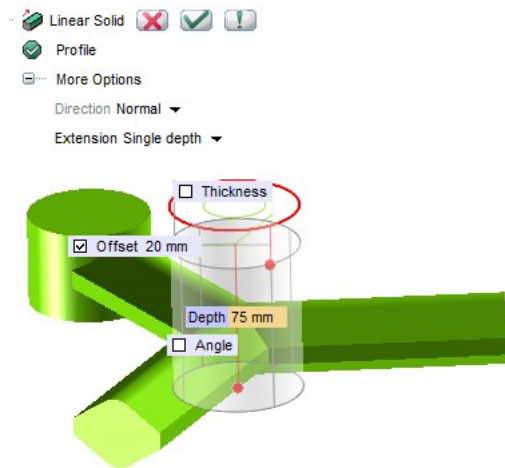 Linear Solid
Profile
More Options
Direction Normal
Extension Single depth
Thickness
Offset 20 mm
Depth 75 mm
Angle